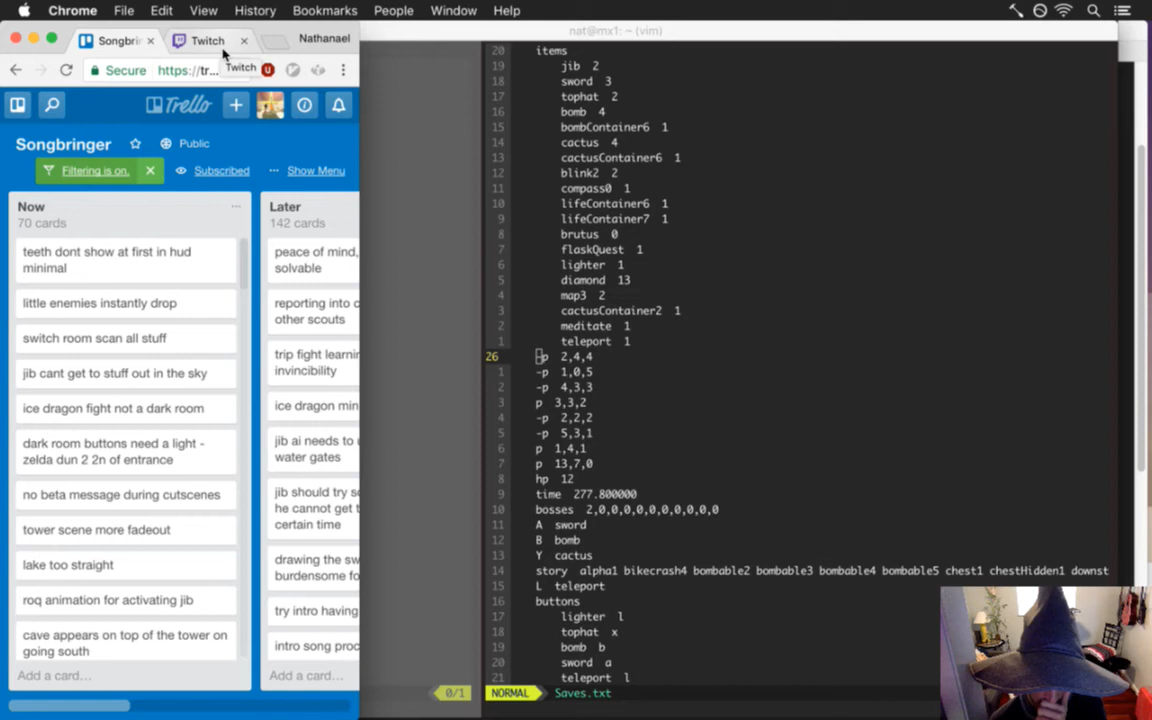 Chrome File Edit View History Bookmarks People Window Help
Songbrin Twitch Nathanael
nat@mx1: ~ (vim)
Secure https://tr... Twitch
Trello
Songbringer Public
Filtering is on. Subscribed ... Show Menu
Now
70 cards
teeth dont show at first in hud
minimal
little enemies instantly drop
switch room scan all stuff
jib cant get to stuff out in the sky
ice dragon fight not a dark room
dark room buttons need a light -
zelda dun 2 2n of entrance
no beta message during cutscenes
tower scene more fadeout
lake too straight
roq animation for activating jib
cave appears on top of the tower on
going south
Add a card...
Later
142 cards
peace of mind,
solvable
reporting into
other scouts
trip fight learni
invincibility
ice dragon min
jib ai needs to
water gates
jib should try s
he cannot get
certain time
drawing the sw
burdensome fo
try intro having
intro song proc
Add a card...
20 items
19 jib 2
18 sword 3
17 tophat 2
16 bomb 4
15 bombContainer6 1
14 cactus 4
13 cactusContainer6 1
12 blink2 2
11 compass0 1
10 lifeContainer6 1
9 lifeContainer7 1
8 brutus 0
7 flaskQuest 1
6 lighter 1
5 diamond 13
4 map3 2
3 cactusContainer2 1
2 meditate 1
1 teleport 1
26 -p 2,4,4
1 -p 1,0,5
2 -p 4,3,3
3 p 3,3,2
4 -p 2,2,2
5 -p 5,3,1
6 p 1,4,1
7 p 13,7,0
8 hp 12
9 time 277.800000
10 bosses 2,0,0,0,0,0,0,0,0,0
11 A sword
12 B bomb
13 Y cactus
14 story alpha1 bikecrash4 bombable2 bombable3 bombable4 bombable5 chest1 chestHidden1 downst
15 L teleport
16 buttons
17 lighter l
18 tophat x
19 bomb b
20 sword a
21 teleport l
0/1 NORMAL Saves.txt